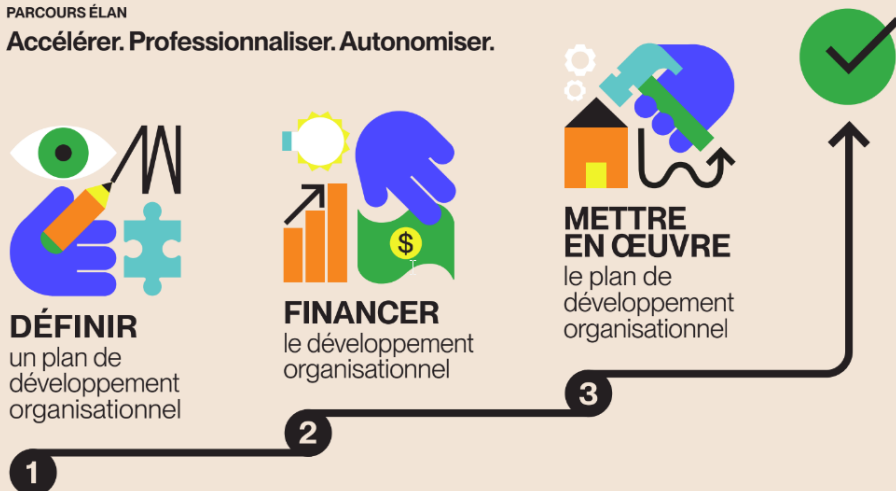 PARCOURS ÉLAN
Accélérer. Professionnaliser. Autonomiser.
DÉFINIR
un plan de
développement
organisationnel
1
$
FINANCER
le développement
organisationnel
2
METTRE
EN ŒUVRE
le plan de
développement
organisationnel
3